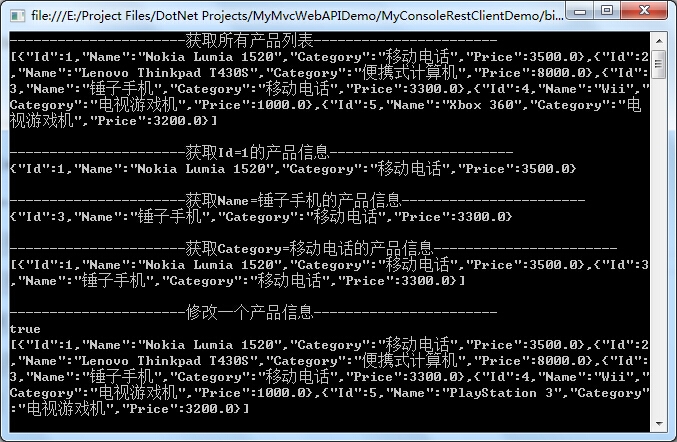 file:///E:/Project Files/DotNet Projects/MyMvcWebAPIDemo/MyConsoleRestClientDemo/bi...
----------------------获取所有产品列表-----------------------
[{"Id":1,"Name":"Nokia Lumia 1520","Category":"移动电话","Price":3500.0},{"Id":2
,"Name":"Lenovo Thinkpad T430S","Category":"便携式计算机","Price":8000.0},{"Id":
3,"Name":"锤子手机","Category":"移动电话","Price":3300.0},{"Id":4,"Name":"Wii","
Category":"电视游戏机","Price":1000.0},{"Id":5,"Name":"Xbox 360","Category":"电
视游戏机","Price":3200.0}]
----------------------获取Id=1的产品信息-----------------------
{"Id":1,"Name":"Nokia Lumia 1520","Category":"移动电话","Price":3500.0}
----------------------获取Name=锤子手机的产品信息-----------------------
{"Id":3,"Name":"锤子手机","Category":"移动电话","Price":3300.0}
----------------------获取Category=移动电话的产品信息-----------------------
[{"Id":1,"Name":"Nokia Lumia 1520","Category":"移动电话","Price":3500.0},{"Id":3
,"Name":"锤子手机","Category":"移动电话","Price":3300.0}]
----------------------修改一个产品信息-----------------------
true
[{"Id":1,"Name":"Nokia Lumia 1520","Category":"移动电话","Price":3500.0},{"Id":2
,"Name":"Lenovo Thinkpad T430S","Category":"便携式计算机","Price":8000.0},{"Id":
3,"Name":"锤子手机","Category":"移动电话","Price":3300.0},{"Id":4,"Name":"Wii","
Category":"电视游戏机","Price":1000.0},{"Id":5,"Name":"PlayStation 3","Category"
:"电视游戏机","Price":3200.0}]